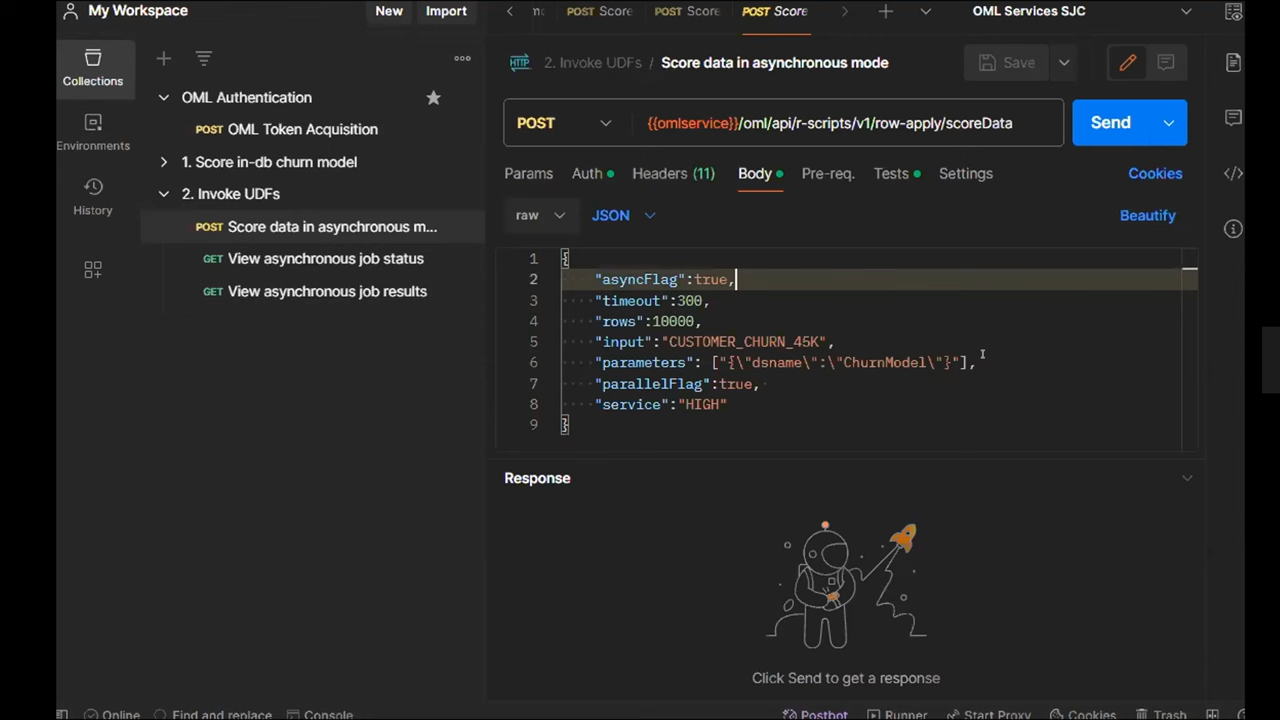 My Workspace
New
Import
POST Score
POST Score
POST Score
OML Services SJC
Collections
Environments
History
OML Authentication
POST OML Token Acquisition
1. Score in-db churn model
2. Invoke UDFs
POST Score data in asynchronous m...
GET View asynchronous job status
GET View asynchronous job results
HTTP 2. Invoke UDFs / Score data in asynchronous mode
Save
POST {{omlservice}}/oml/api/r-scripts/v1/row-apply/scoreData
Send
Params Auth Headers (11) Body Pre-req. Tests Settings Cookies
raw JSON Beautify
1 {
2 "asyncFlag":true,
3 "timeout":300,
4 "rows":10000,
5 "input":"CUSTOMER_CHURN_45K",
6 "parameters": ["{\"dsname\":\"ChurnModel\"}"],
7 "parallelFlag":true,
8 "service":"HIGH"
9 }
Response
Click Send to get a response
Online Find and replace Console Postbot Runner Start Proxy Cookies Trash